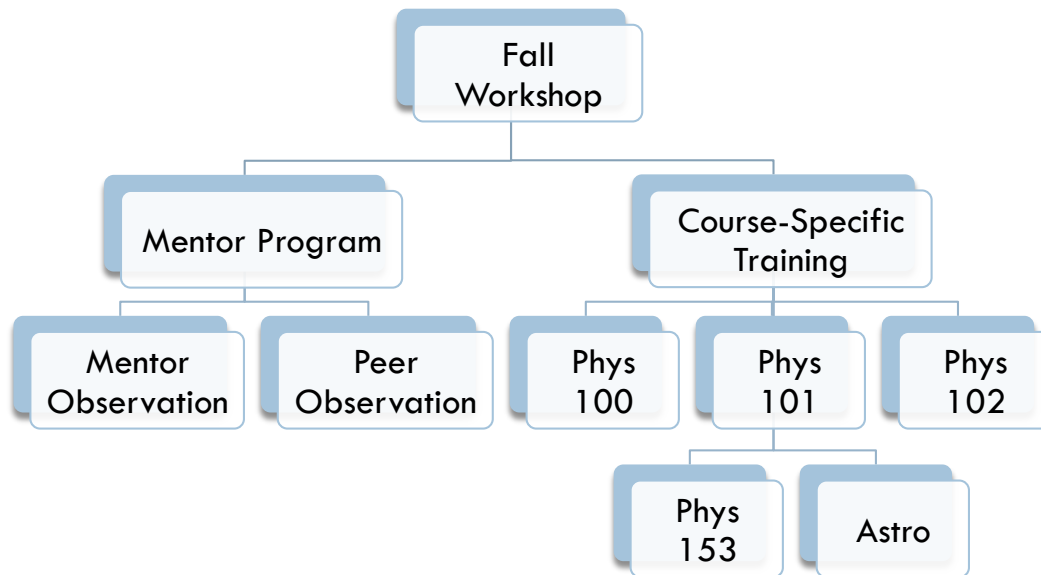 Fall
Workshop
Mentor Program
Course-Specific
Training
Mentor
Observation
Peer
Observation
Phys
100
Phys
101
Phys
102
Phys
153
Astro